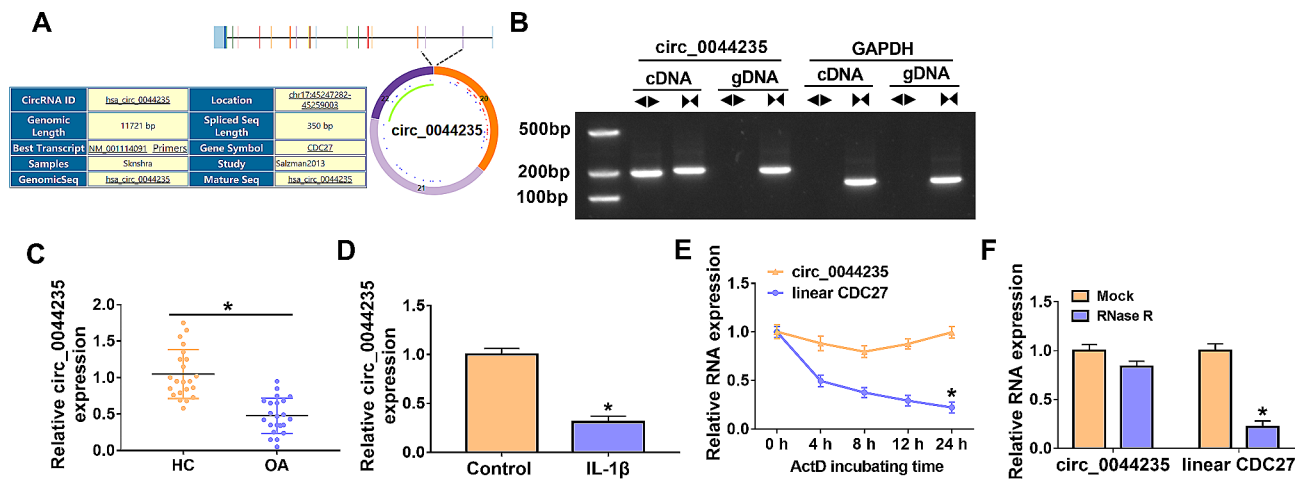 A
CircRNA ID hsa_circ_0044235 Location chr17:45247282-
45259003
Genomic Length 11721 bp Spliced Seq Length 350 bp
Best Transcript NM_001114091 Primers Gene Symbol CDC27
Samples Sknshra Study Salzman2013
GenomicSeq hsa_circ_0044235 Mature Seq hsa_circ_0044235
22
20
circ_0044235
21
B
circ_0044235 GAPDH
cDNA gDNA cDNA gDNA
500bp
200bp
100bp
C
Relative circ_0044235
expression
2.0
1.5
1.0
0.5
0.0
*
HC OA
D
Relative circ_0044235
expression
1.5
1.0
0.5
0.0
*
Control IL-1β
E
circ_0044235
linear CDC27
Relative RNA expression
1.5
1.0
0.5
0.0
*
0 h 4 h 8 h 12 h 24 h
ActD incubating time
F
Mock
RNase R
Relative RNA expression
1.5
1.0
0.5
0.0
*
circ_0044235 linear CDC27